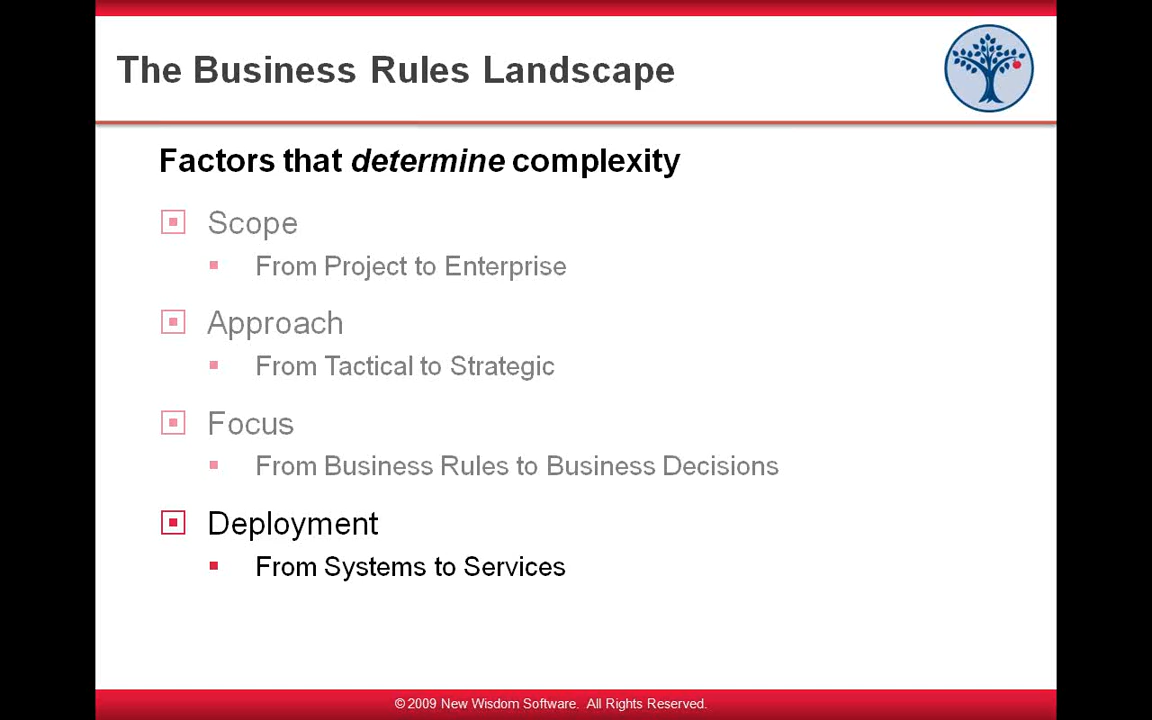 The Business Rules Landscape
Factors that determine complexity
Scope
From Project to Enterprise
Approach
From Tactical to Strategic
Focus
From Business Rules to Business Decisions
Deployment
From Systems to Services
© 2009 New Wisdom Software. All Rights Reserved.